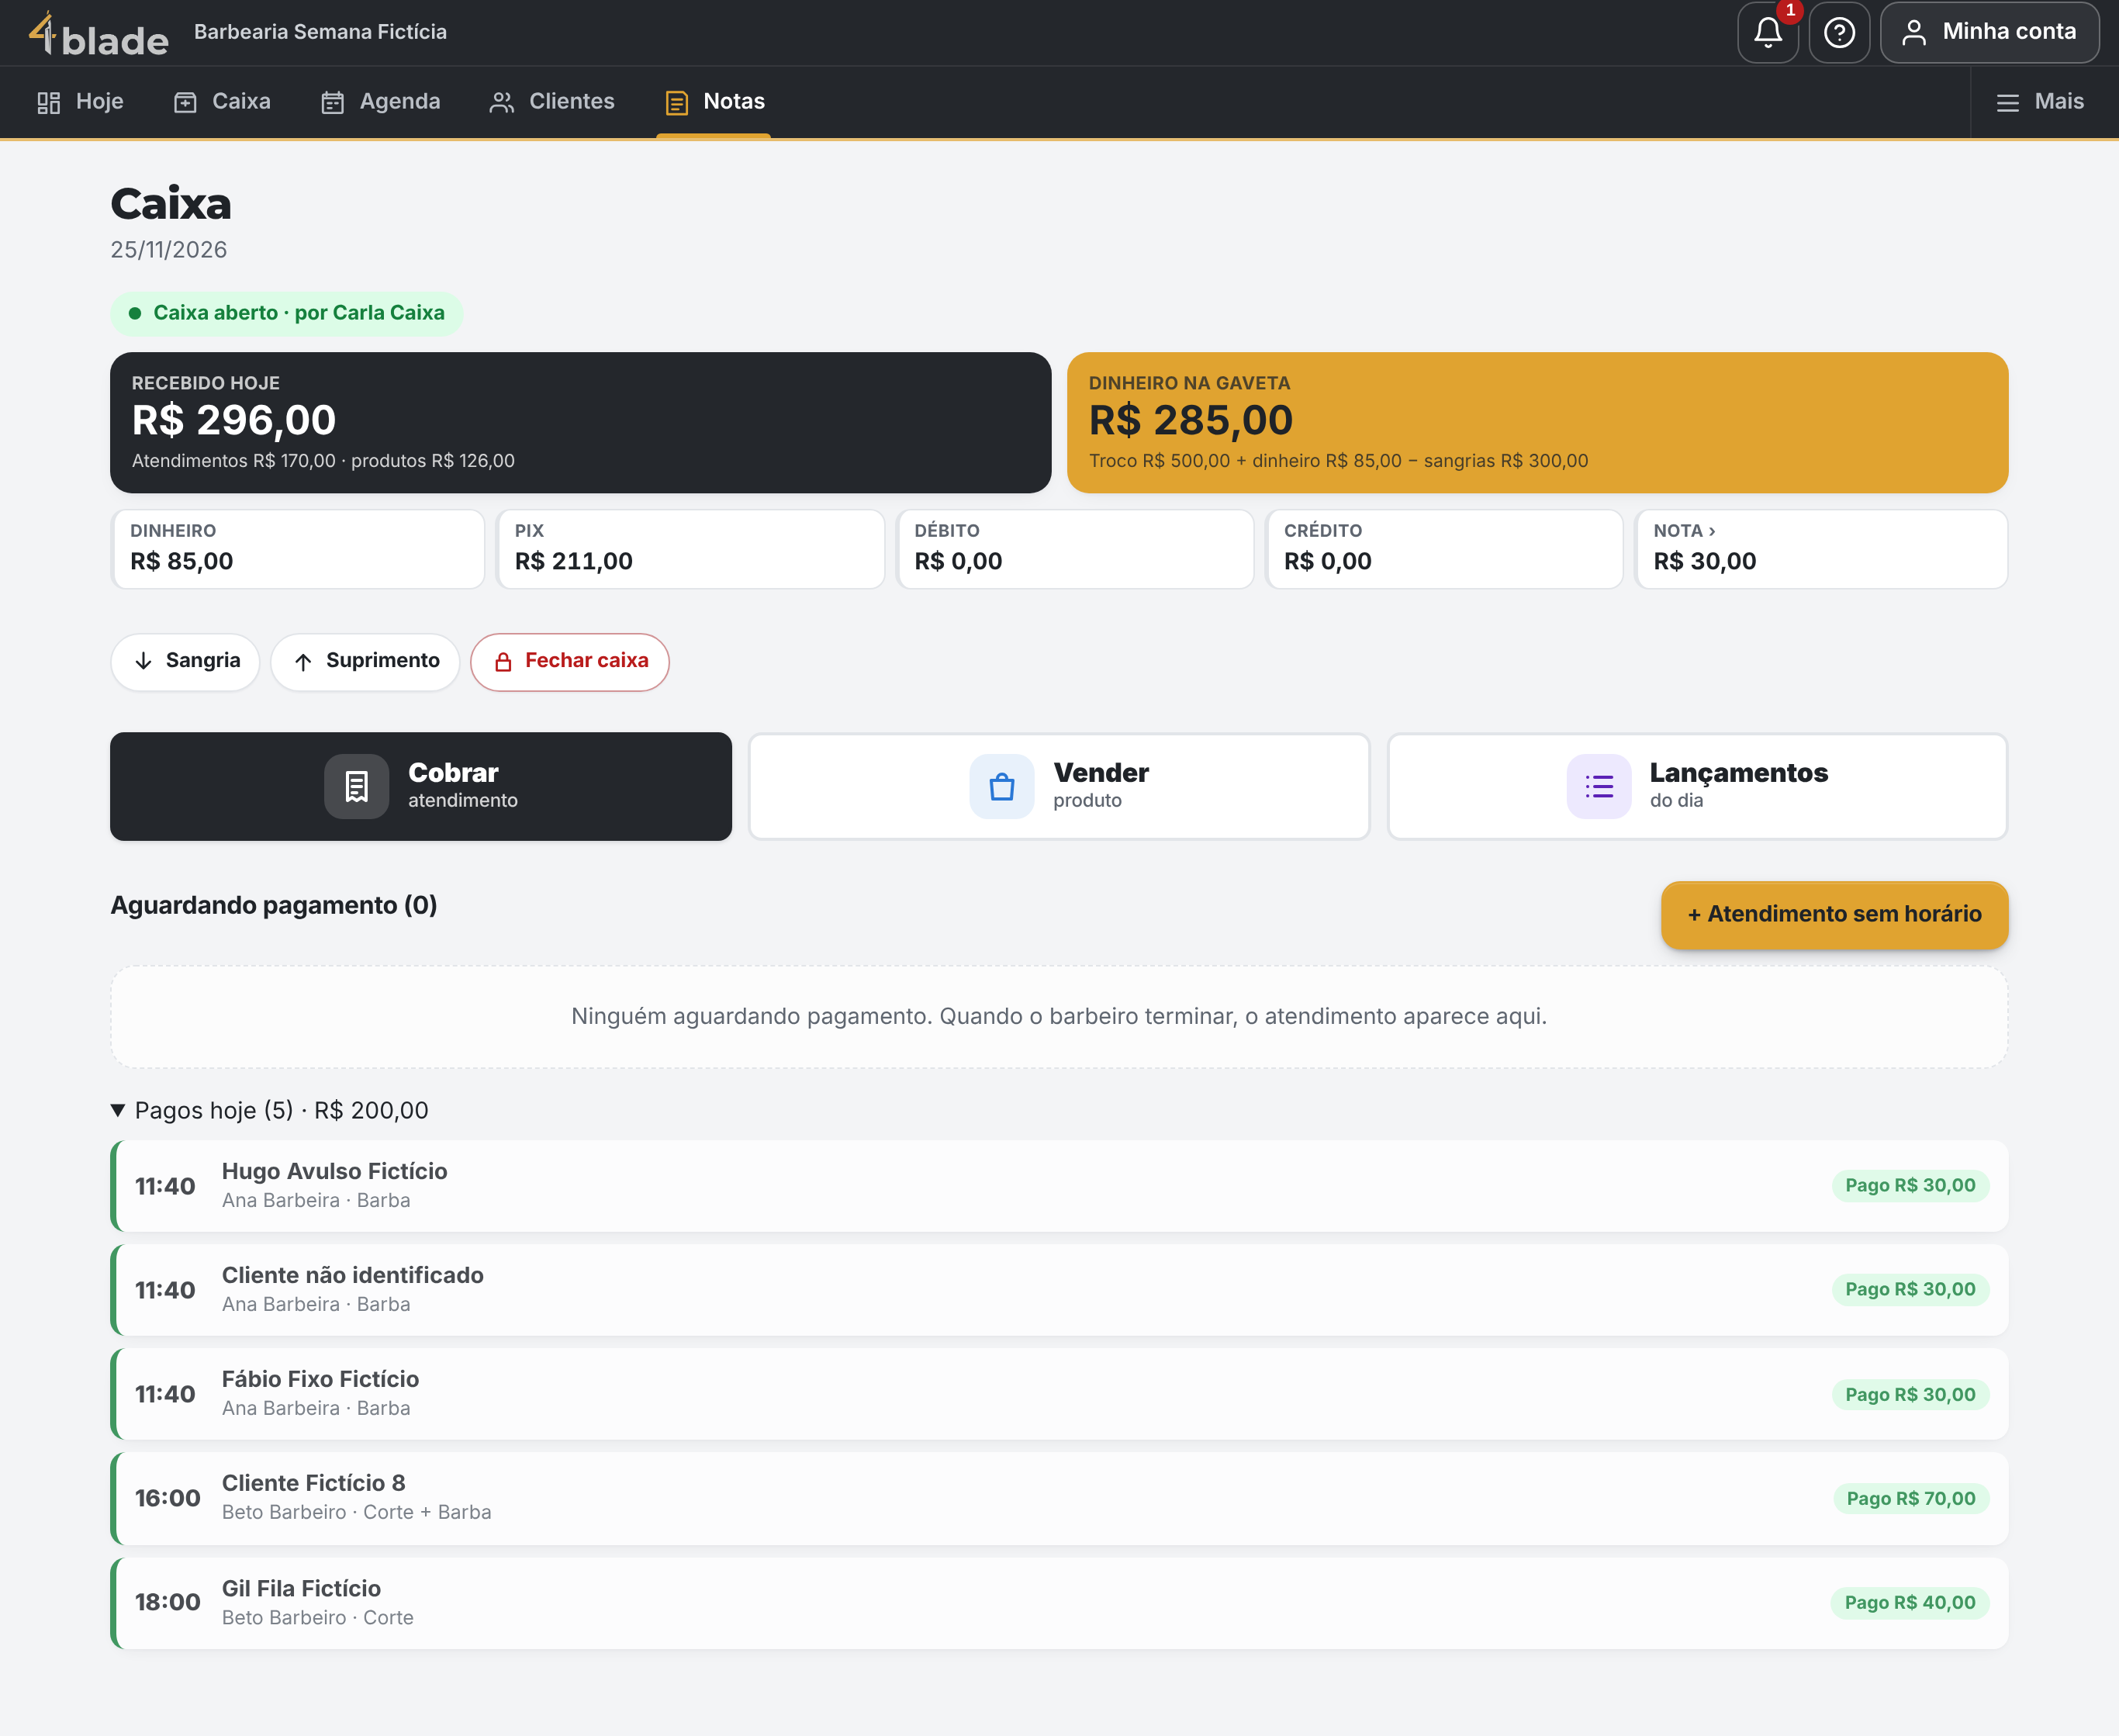 4blade
Barbearia Semana Fictícia
1
Minha conta
Hoje
Caixa
Agenda
Clientes
Notas
Mais
Caixa
25/11/2026
Caixa aberto · por Carla Caixa
RECEBIDO HOJE
R$ 296,00
Atendimentos R$ 170,00 · produtos R$ 126,00
DINHEIRO NA GAVETA
R$ 285,00
Troco R$ 500,00 + dinheiro R$ 85,00 − sangrias R$ 300,00
DINHEIRO
R$ 85,00
PIX
R$ 211,00
DÉBITO
R$ 0,00
CRÉDITO
R$ 0,00
NOTA ›
R$ 30,00
Sangria
Suprimento
Fechar caixa
Cobrar
atendimento
Vender
produto
Lançamentos
do dia
Aguardando pagamento (0)
+ Atendimento sem horário
Ninguém aguardando pagamento. Quando o barbeiro terminar, o atendimento aparece aqui.
▼ Pagos hoje (5) · R$ 200,00
11:40
Hugo Avulso Fictício
Ana Barbeira · Barba
Pago R$ 30,00
11:40
Cliente não identificado
Ana Barbeira · Barba
Pago R$ 30,00
11:40
Fábio Fixo Fictício
Ana Barbeira · Barba
Pago R$ 30,00
16:00
Cliente Fictício 8
Beto Barbeiro · Corte + Barba
Pago R$ 70,00
18:00
Gil Fila Fictício
Beto Barbeiro · Corte
Pago R$ 40,00